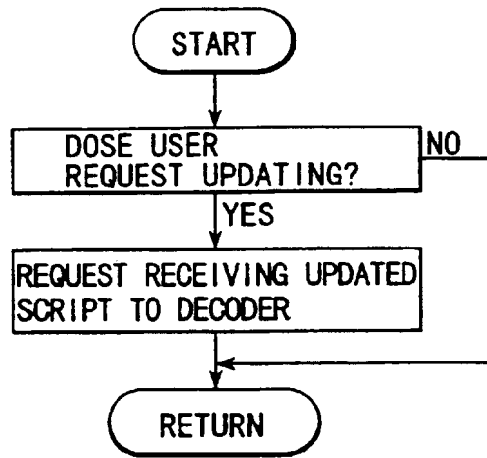 START
DOSE USER
REQUEST UPDATING?
NO
YES
REQUEST RECEIVING UPDATED
SCRIPT TO DECODER
RETURN